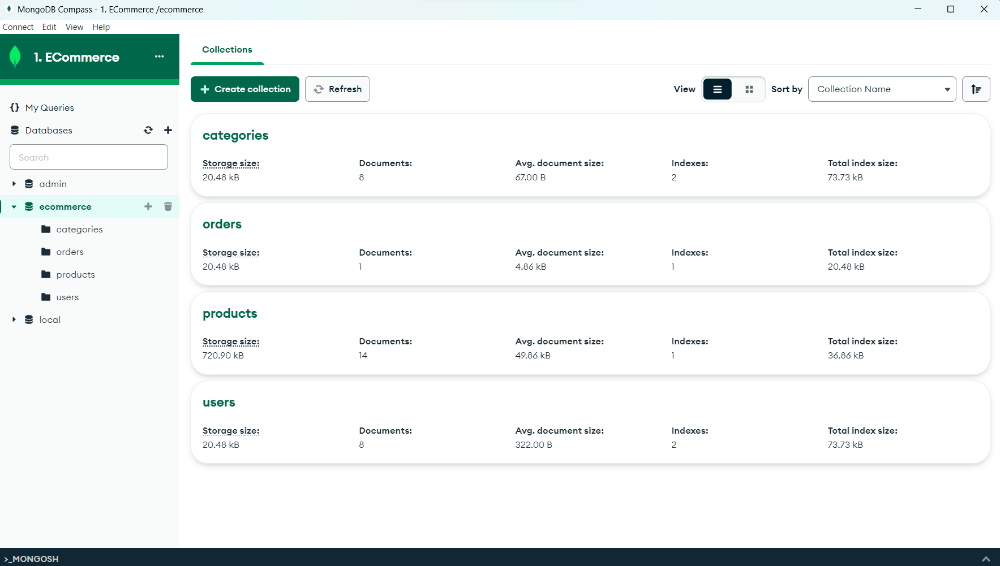 MongoDB Compass - 1. ECommerce /ecommerce
Connect Edit View Help
1. ECommerce
My Queries
Databases
Search
admin
ecommerce
categories
orders
products
users
local
Collections
Create collection Refresh View Sort by Collection Name
categories
Storage size: Documents: Avg. document size: Indexes: Total index size:
20.48 kB 8 67.00 B 2 73.73 kB
orders
Storage size: Documents: Avg. document size: Indexes: Total index size:
20.48 kB 1 4.86 kB 1 20.48 kB
products
Storage size: Documents: Avg. document size: Indexes: Total index size:
720.90 kB 14 49.86 kB 1 36.86 kB
users
Storage size: Documents: Avg. document size: Indexes: Total index size:
20.48 kB 8 322.00 B 2 73.73 kB
>_MONGOSH